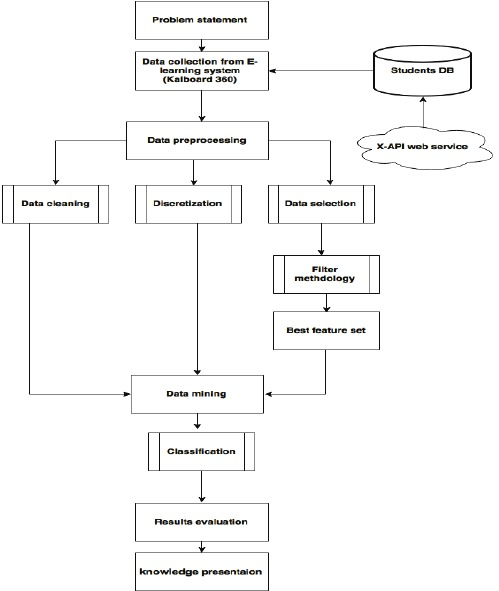 Problem statement
Data collection from E-
learning system
(Kalboard 360)
Students DB
Data preprocessing
X-API web service
Data cleaning
Discretization
Data selection
Filter
methdology
Best feature set
Data mining
Classification
Results evaluation
knowledge presentaion